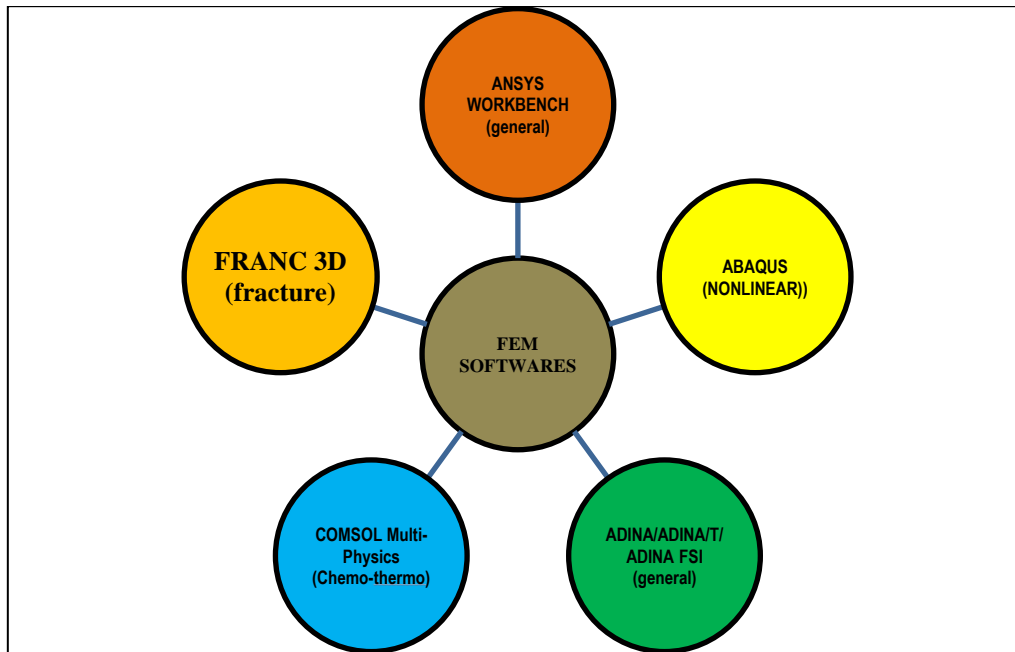 ANSYS
WORKBENCH
(general)
FRANC 3D
(fracture)
ABAQUS
(NONLINEAR))
FEM
SOFTWARES
COMSOL Multi-
Physics
(Chemo-thermo)
ADINA/ADINA/T/
ADINA FSI
(general)